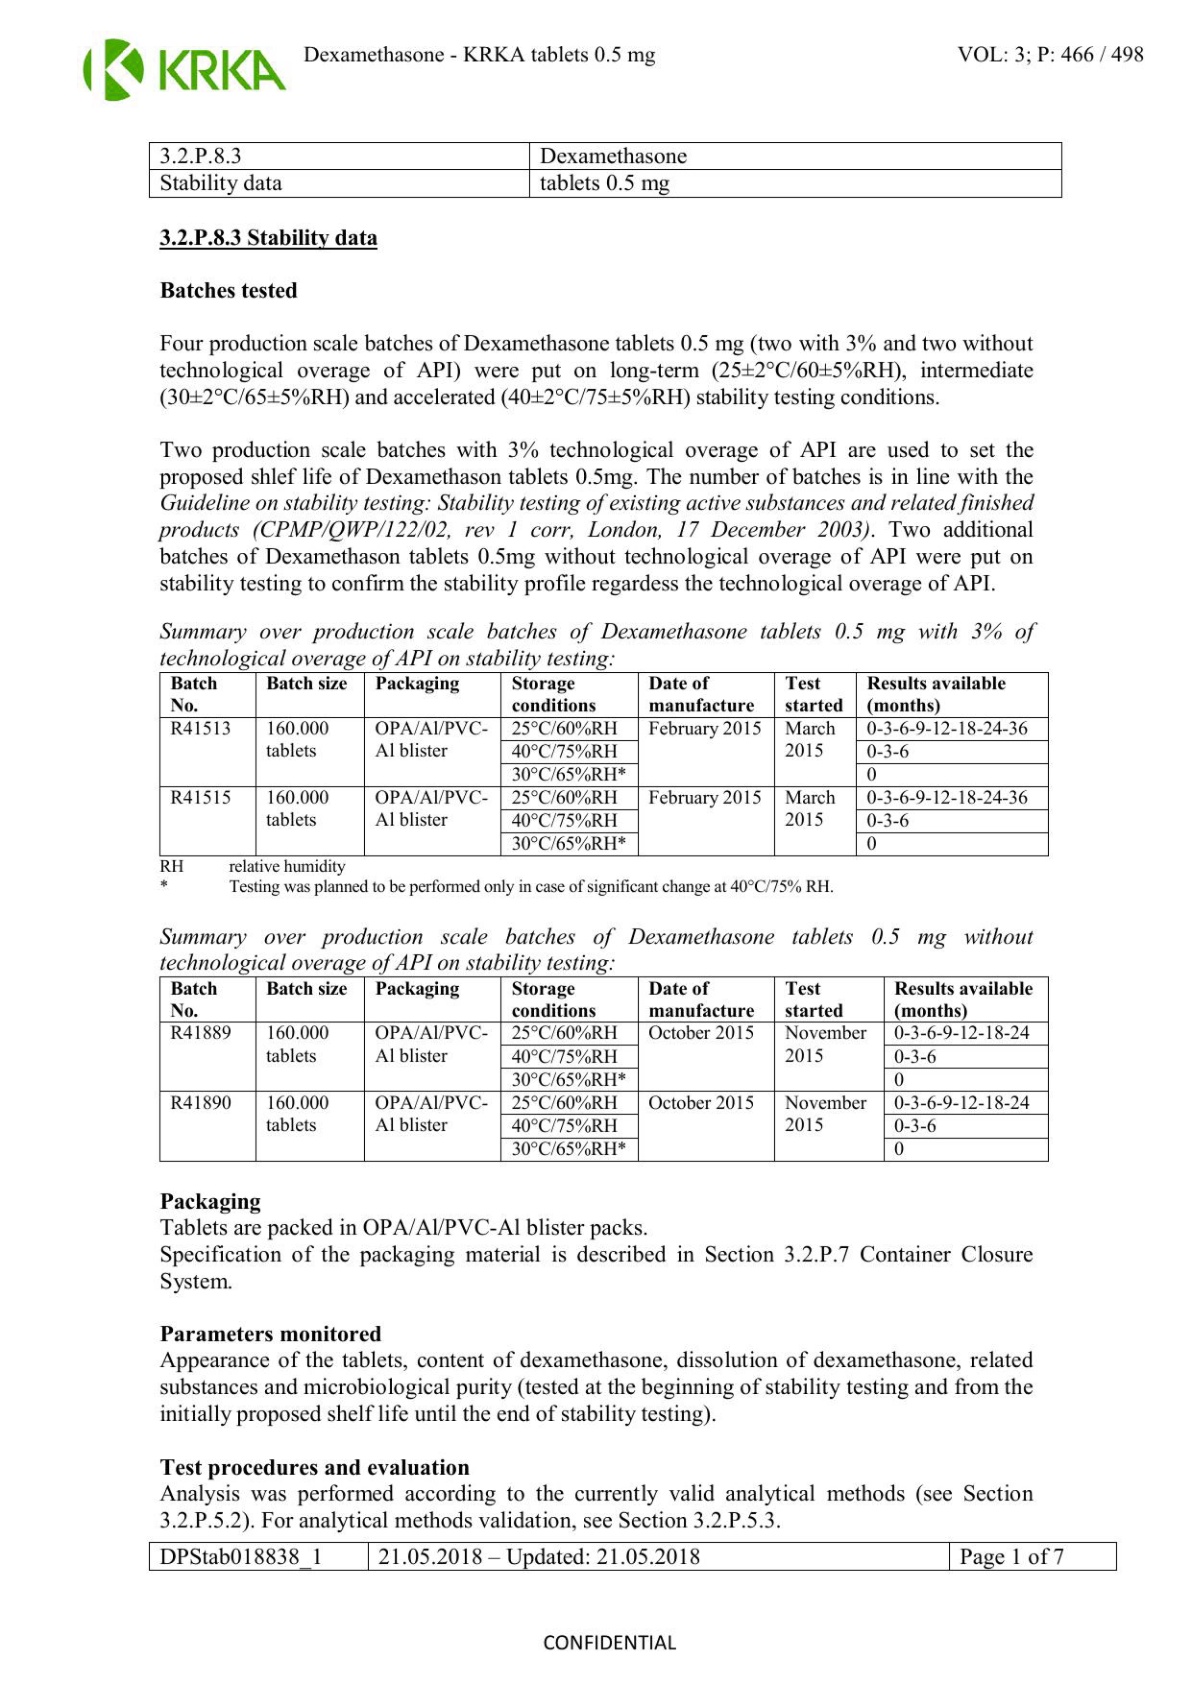 KRKA
Dexamethasone - KRKA tablets 0.5 mg VOL: 3; P: 466 / 498
3.2.P.8.3 Dexamethasone
Stability data tablets 0.5 mg
3.2.P.8.3 Stability data
Batches tested
Four production scale batches of Dexamethasone tablets 0.5 mg (two with 3% and two without
technological overage of API) were put on long-term (25±2°C/60±5%RH), intermediate
(30±2°C/65±5%RH) and accelerated (40±2°C/75±5%RH) stability testing conditions.
Two production scale batches with 3% technological overage of API are used to set the
proposed shlef life of Dexamethason tablets 0.5mg. The number of batches is in line with the
Guideline on stability testing: Stability testing of existing active substances and related finished
products (CPMP/QWP/122/02, rev 1 corr, London, 17 December 2003). Two additional
batches of Dexamethason tablets 0.5mg without technological overage of API were put on
stability testing to confirm the stability profile regardess the technological overage of API.
Summary over production scale batches of Dexamethasone tablets 0.5 mg with 3% of
technological overage of API on stability testing:
Batch Batch size Packaging Storage Date of Test Results available
No. conditions manufacture started (months)
R41513 160.000 OPA/Al/PVC- 25°C/60%RH February 2015 March 0-3-6-9-12-18-24-36
tablets Al blister 40°C/75%RH 2015 0-3-6
30°C/65%RH* 0
R41515 160.000 OPA/Al/PVC- 25°C/60%RH February 2015 March 0-3-6-9-12-18-24-36
tablets Al blister 40°C/75%RH 2015 0-3-6
30°C/65%RH* 0
RH relative humidity
* Testing was planned to be performed only in case of significant change at 40°C/75% RH.
Summary over production scale batches of Dexamethasone tablets 0.5 mg without
technological overage of API on stability testing:
Batch Batch size Packaging Storage Date of Test Results available
No. conditions manufacture started (months)
R41889 160.000 OPA/Al/PVC- 25°C/60%RH October 2015 November 0-3-6-9-12-18-24
tablets Al blister 40°C/75%RH 2015 0-3-6
30°C/65%RH* 0
R41890 160.000 OPA/Al/PVC- 25°C/60%RH October 2015 November 0-3-6-9-12-18-24
tablets Al blister 40°C/75%RH 2015 0-3-6
30°C/65%RH* 0
Packaging
Tablets are packed in OPA/Al/PVC-Al blister packs.
Specification of the packaging material is described in Section 3.2.P.7 Container Closure
System.
Parameters monitored
Appearance of the tablets, content of dexamethasone, dissolution of dexamethasone, related
substances and microbiological purity (tested at the beginning of stability testing and from the
initially proposed shelf life until the end of stability testing).
Test procedures and evaluation
Analysis was performed according to the currently valid analytical methods (see Section
3.2.P.5.2). For analytical methods validation, see Section 3.2.P.5.3.
DPStab018838_1 21.05.2018 – Updated: 21.05.2018 Page 1 of 7
CONFIDENTIAL